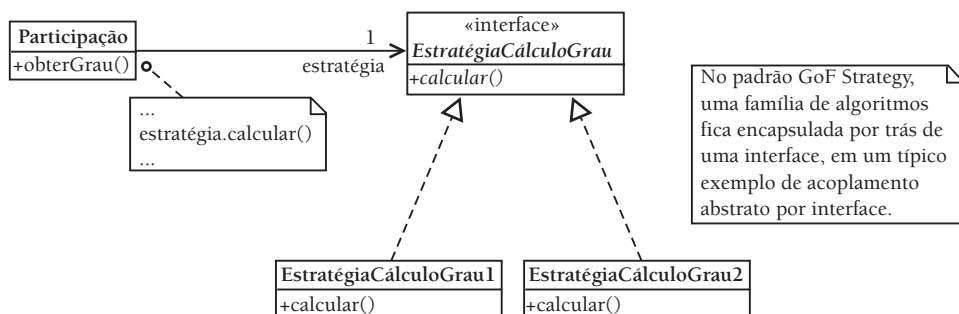 Participação
+obterGrau()
1
estratégia
«interface»
EstratégiaCálculoGrau
+calcular()
...
estratégia.calcular()
...
No padrão GoF Strategy,
uma família de algoritmos
fica encapsulada por trás de
uma interface, em um típico
exemplo de acoplamento
abstrato por interface.
EstratégiaCálculoGrau1
+calcular()
EstratégiaCálculoGrau2
+calcular()